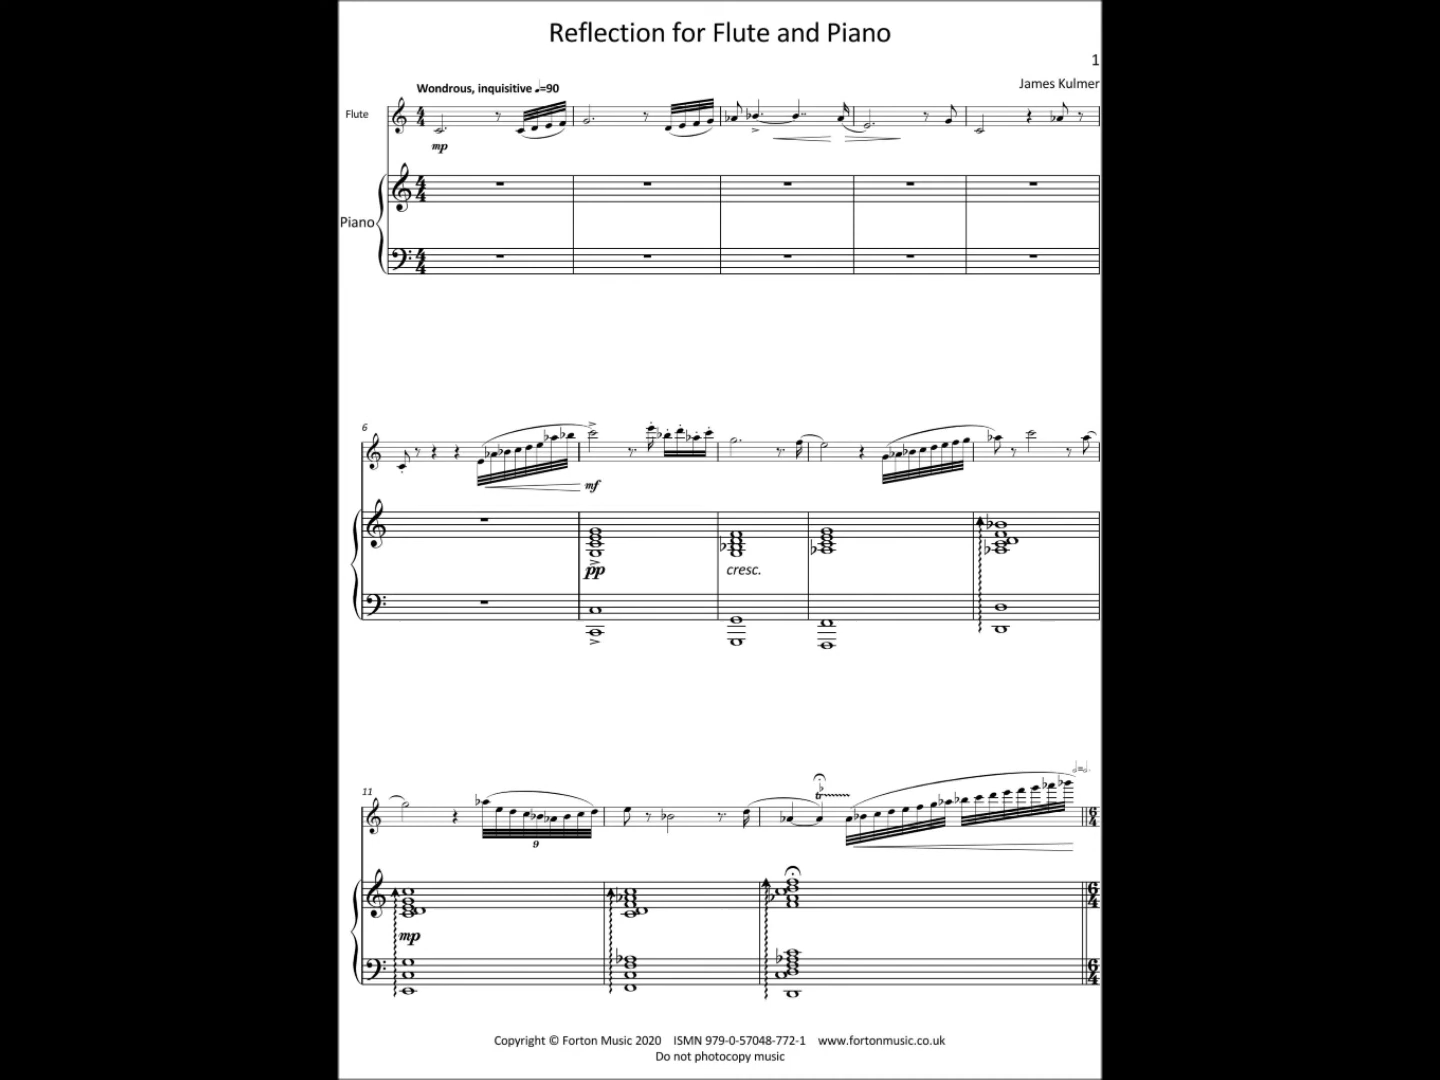 Reflection for Flute and Piano
1
James Kulmer
Wondrous, inquisitive ♩=90
Flute
mp
Piano
6
mf
pp
cresc.
11
9
mp
Copyright © Forton Music 2020 ISMN 979-0-57048-772-1 www.fortonmusic.co.uk
Do not photocopy music